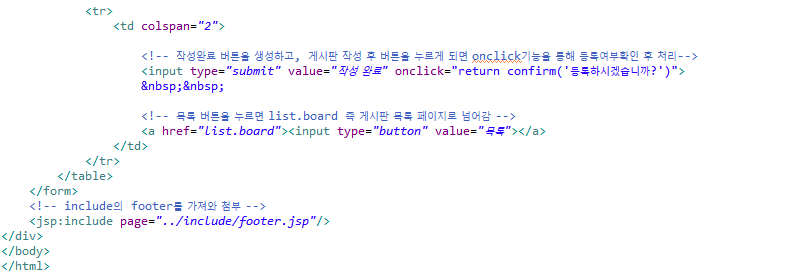 <tr>
<td colspan="2">
<!-- 작성완료 버튼을 생성하고, 게시판 작성 후 버튼을 누르게 되면 onclick기능을 통해 등록여부확인 후 처리-->
<input type="submit" value="작성 완료" onclick="return confirm('등록하시겠습니까?')">
&nbsp;&nbsp;
<!-- 목록 버튼을 누르면 list.board 즉 게시판 목록 페이지로 넘어감 -->
<a href="list.board"><input type="button" value="목록"></a>
</td>
</tr>
</table>
</form>
<!-- include의 footer를 가져와 첨부 -->
<jsp:include page="../include/footer.jsp"/>
</div>
</body>
</html>